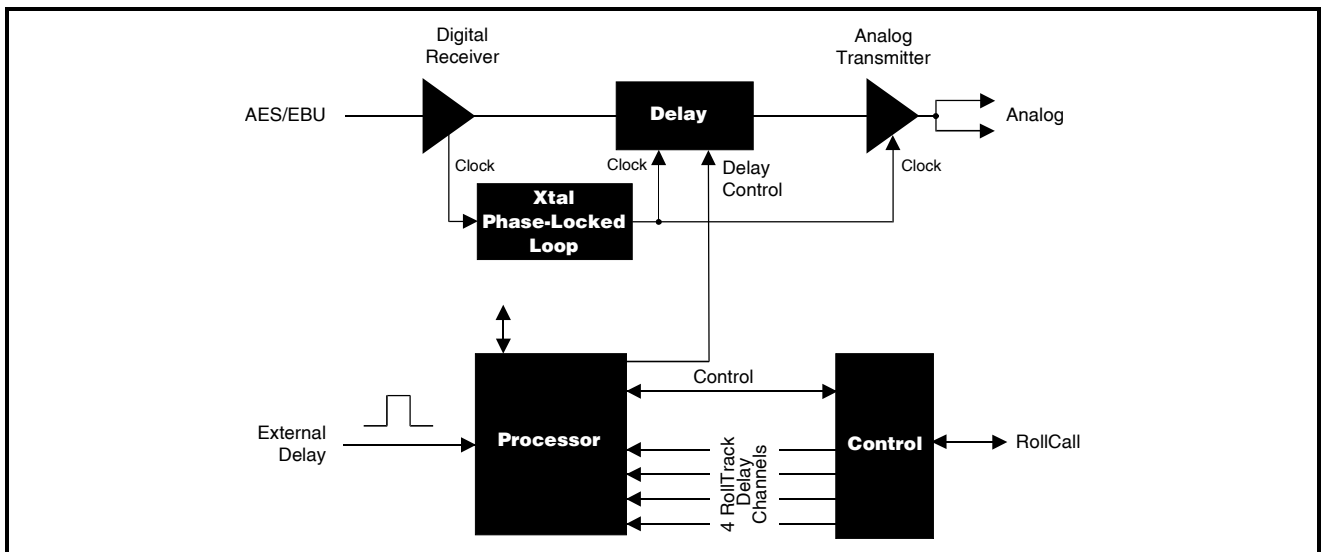 Digital
Receiver
Analog
Transmitter
AES/EBU
Delay
Analog
Clock
Clock
Delay
Control
Clock
Xtal
Phase-Locked
Loop
Control
External
Delay
Processor
4 RollTrack
Delay
Channels
Control
RollCall